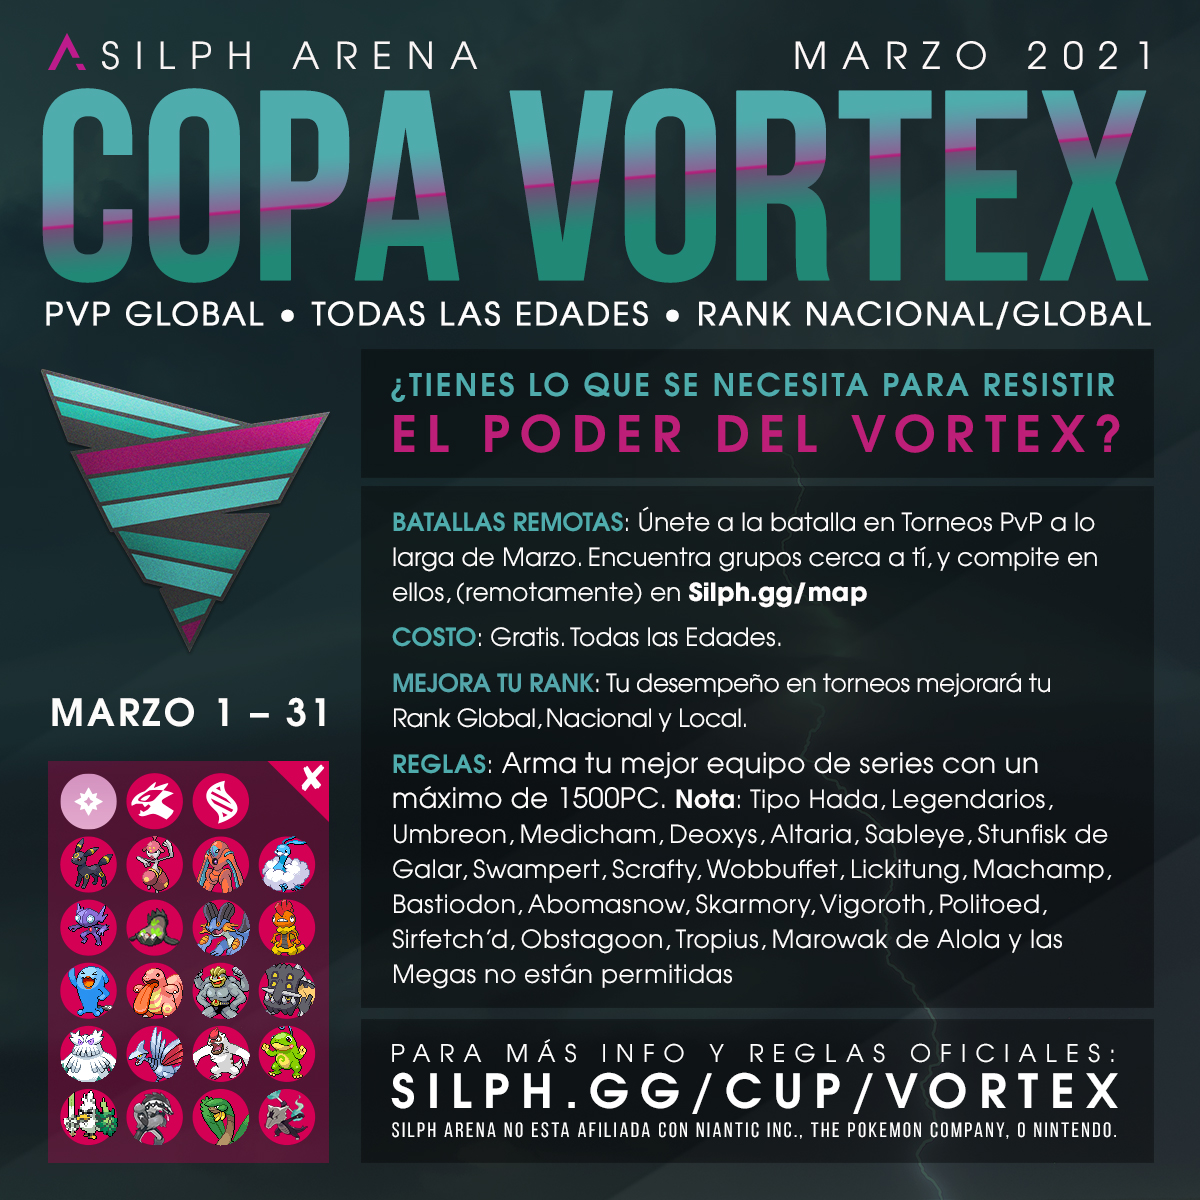 SILPH ARENA
MARZO 2021
COPA VORTEX
PVP GLOBAL • TODAS LAS EDADES • RANK NACIONAL/GLOBAL
¿TIENES LO QUE SE NECESITA PARA RESISTIR
EL PODER DEL VORTEX?
BATALLAS REMOTAS: Únete a la batalla en Torneos PvP a lo
larga de Marzo. Encuentra grupos cerca a tí, y compite en
ellos, (remotamente) en Silph.gg/map
COSTO: Gratis. Todas las Edades.
MEJORA TU RANK: Tu desempeño en torneos mejorará tu
Rank Global, Nacional y Local.
REGLAS: Arma tu mejor equipo de series con un
máximo de 1500PC. Nota: Tipo Hada, Legendarios,
Umbreon, Medicham, Deoxys, Altaria, Sableye, Stunfisk de
Galar, Swampert, Scrafty, Wobbuffet, Lickitung, Machamp,
Bastiodon, Abomasnow, Skarmory, Vigoroth, Politoed,
Sirfetch'd, Obstagoon, Tropius, Marowak de Alola y las
Megas no están permitidas
MARZO 1 – 31
PARA MÁS INFO Y REGLAS OFICIALES:
SILPH.GG/CUP/VORTEX
SILPH ARENA NO ESTA AFILIADA CON NIANTIC INC., THE POKEMON COMPANY, O NINTENDO.